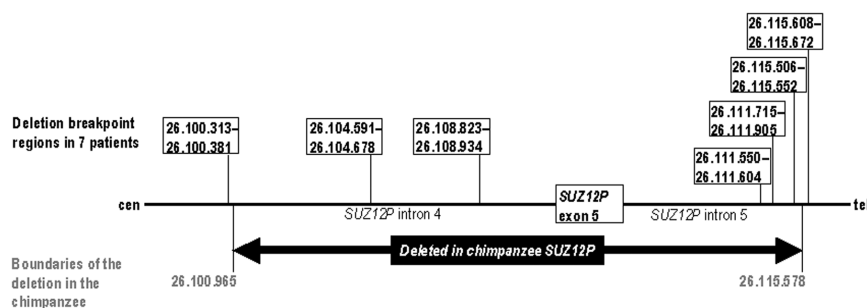 26.115.608–
26.115.672
26.115.506–
26.115.552
Deletion breakpoint
regions in 7 patients
26.100.313–
26.100.381
26.104.591–
26.104.678
26.108.823–
26.108.934
26.111.715–
26.111.905
26.111.550–
26.111.604
cen
SUZ12P intron 4
SUZ12P
exon 5
SUZ12P intron 5
tel
Deleted in chimpanzee SUZ12P
Boundaries of the
deletion in the
chimpanzee
26.100.965
26.115.578